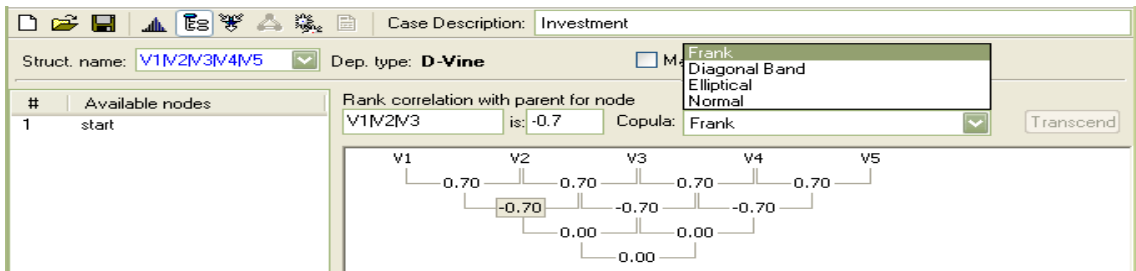 Case Description: Investment
Struct. name: V1|V2|V3|V4|V5 Dep. type: D-Vine
Frank
Diagonal Band
Elliptical
Normal
# Available nodes
1 start
Rank correlation with parent for node
V1|V2|V3 is: -0.7 Copula: Frank Transcend
V1 V2 V3 V4 V5
0.70 0.70 0.70 0.70
-0.70 -0.70 -0.70
0.00 0.00
0.00